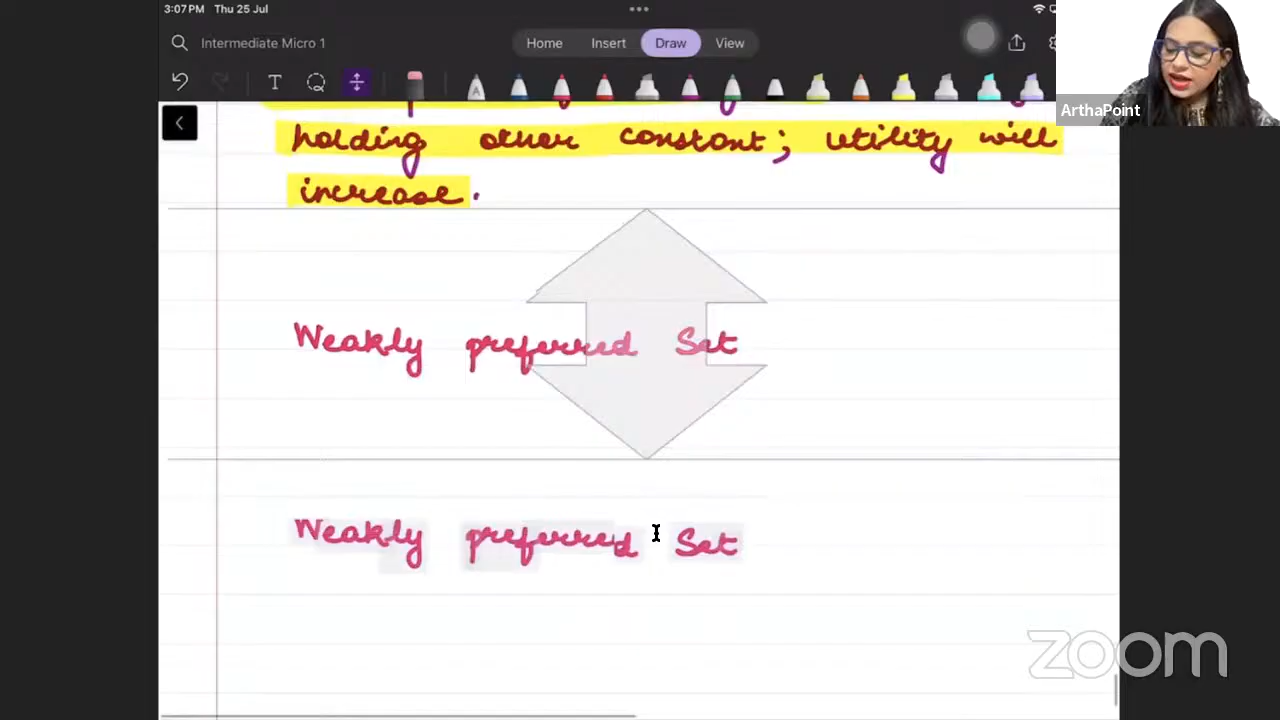 3:07 PM Thu 25 Jul
Intermediate Micro 1
Home Insert Draw View
T
A
ArthaPoint
holding other constant; utility will
increase.
Weakly preferred Set
Weakly preferred Set
zoom